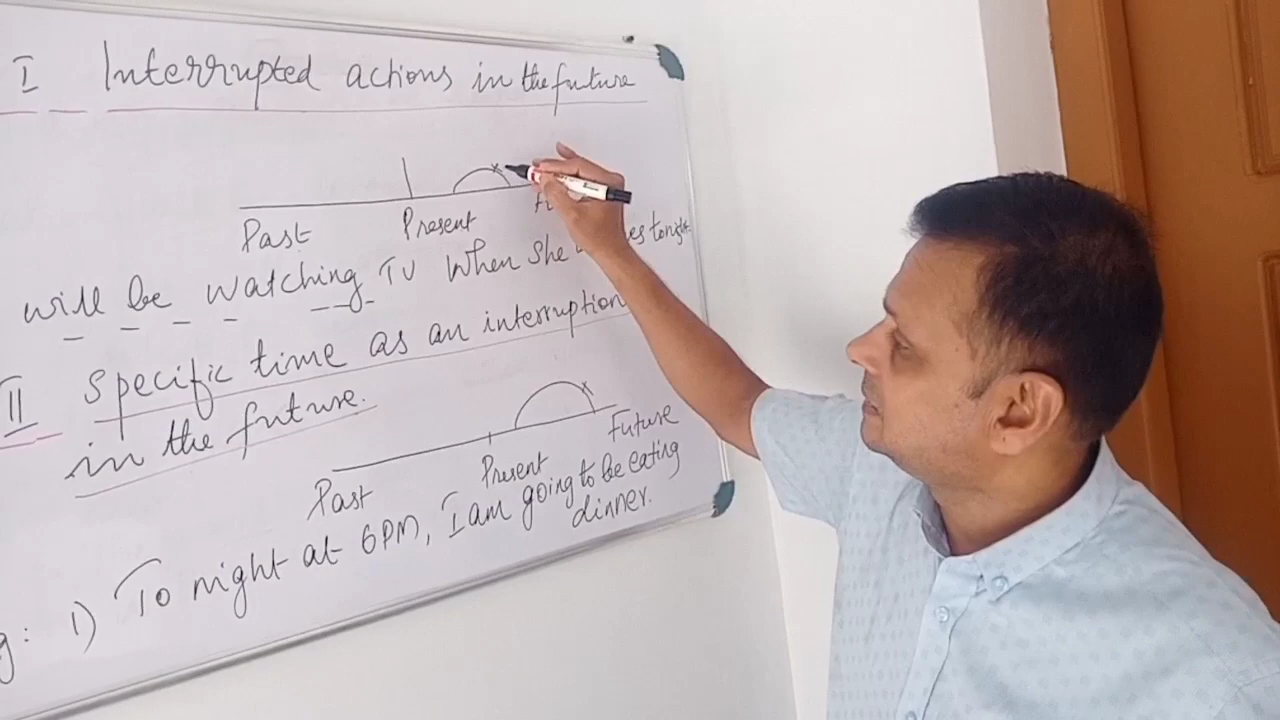 I Interrupted actions in the future
Past Present
will be watching TV When she tonight.
II Specific time as an interruption
in the future.
Past Present Future
g: 1) To night at 6PM, I am going to be eating
dinner.